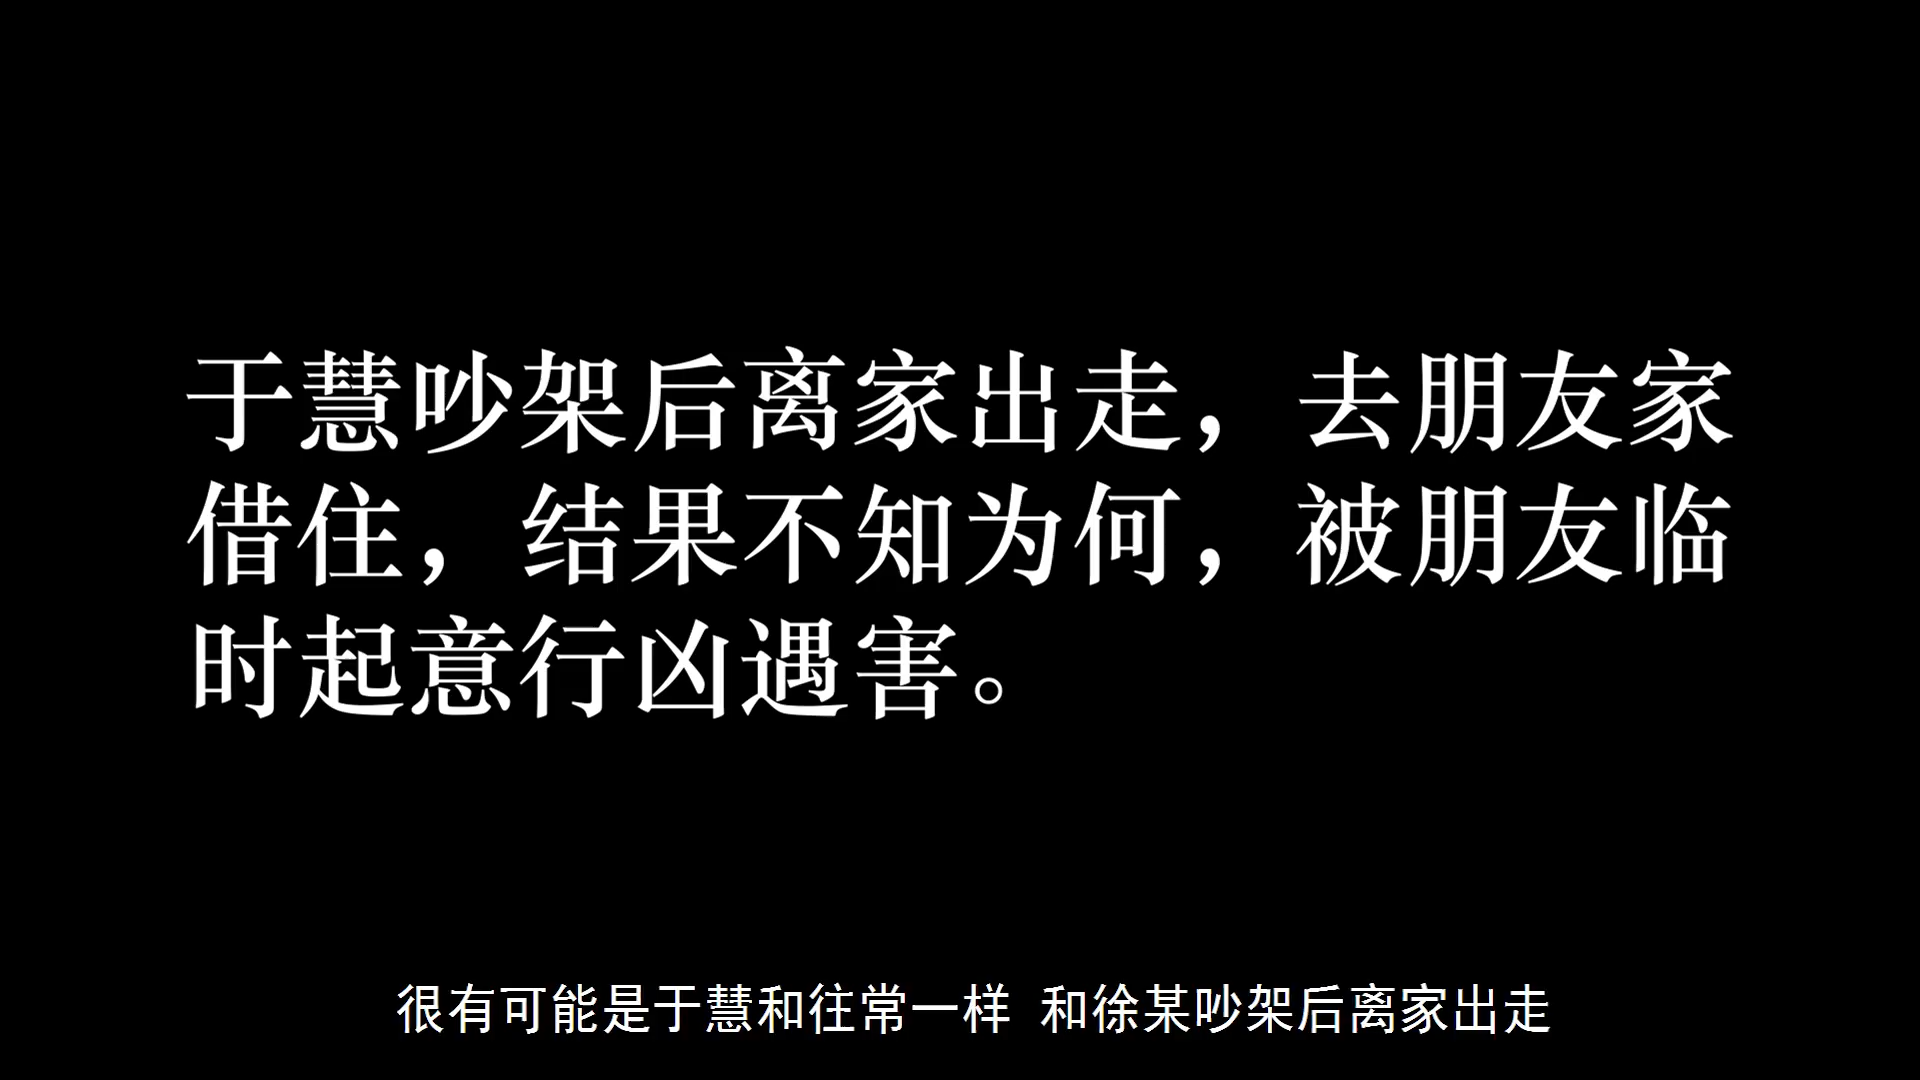 于慧吵架后离家出走，去朋友家
借住，结果不知为何，被朋友临
时起意行凶遇害。
很有可能是于慧和往常一样 和徐某吵架后离家出走